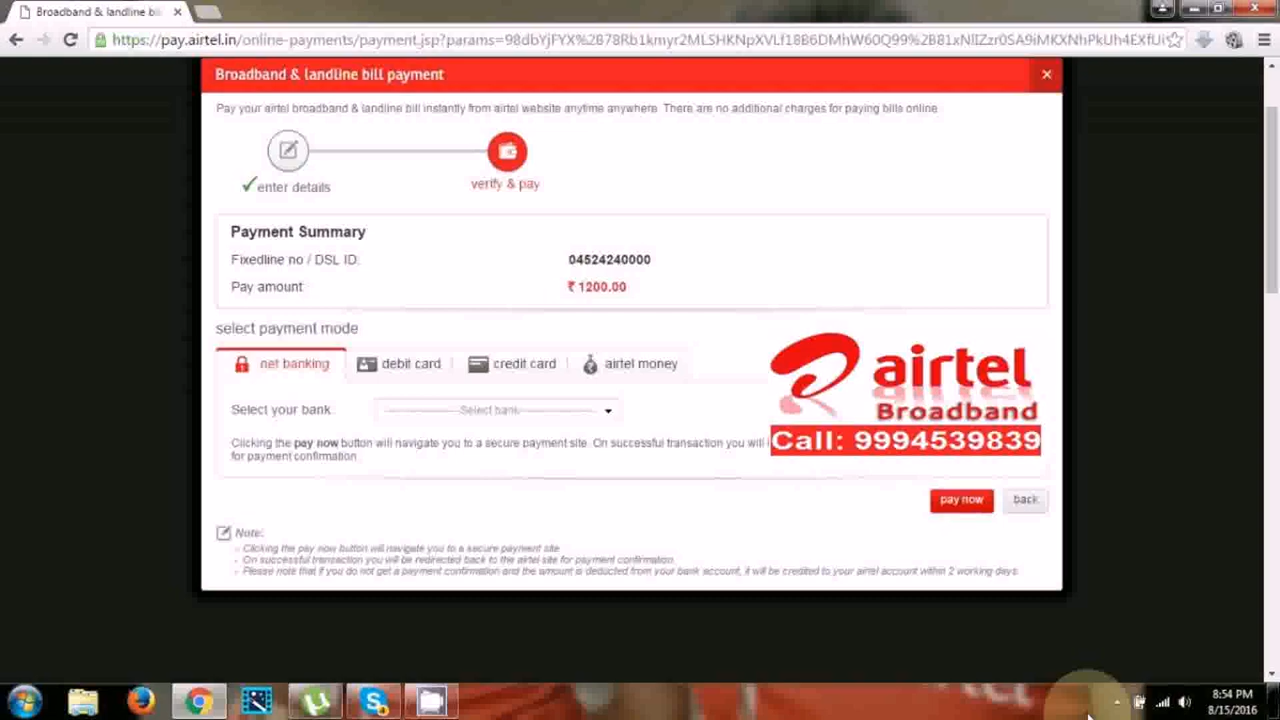 Broadband & landline bi
https://pay.airtel.in/online-payments/payment.jsp?params=
Broadband & landline bill payment
Pay your airtel broadband & landline bill instantly from airtel website anytime anywhere. There are no additional charges for paying bills online.
enter details
verify & pay
Payment Summary
Fixedline no / DSL ID: 04524240000
Pay amount ₹ 1200.00
select payment mode
net banking debit card credit card airtel money
Select your bank Select bank
Clicking the pay now button will navigate you to a secure payment site. On successful transaction you will
for payment confirmation
airtel
Broadband
Call: 9994539839
pay now back
Note:
Clicking the pay now button will navigate you to a secure payment site.
On successful transaction you will be redirected back to the airtel site for payment confirmation.
Please note that if you do not get a payment confirmation and the amount is deducted from your bank account, it will be credited to your airtel account within 2 working days.
8:54 PM
8/15/2016